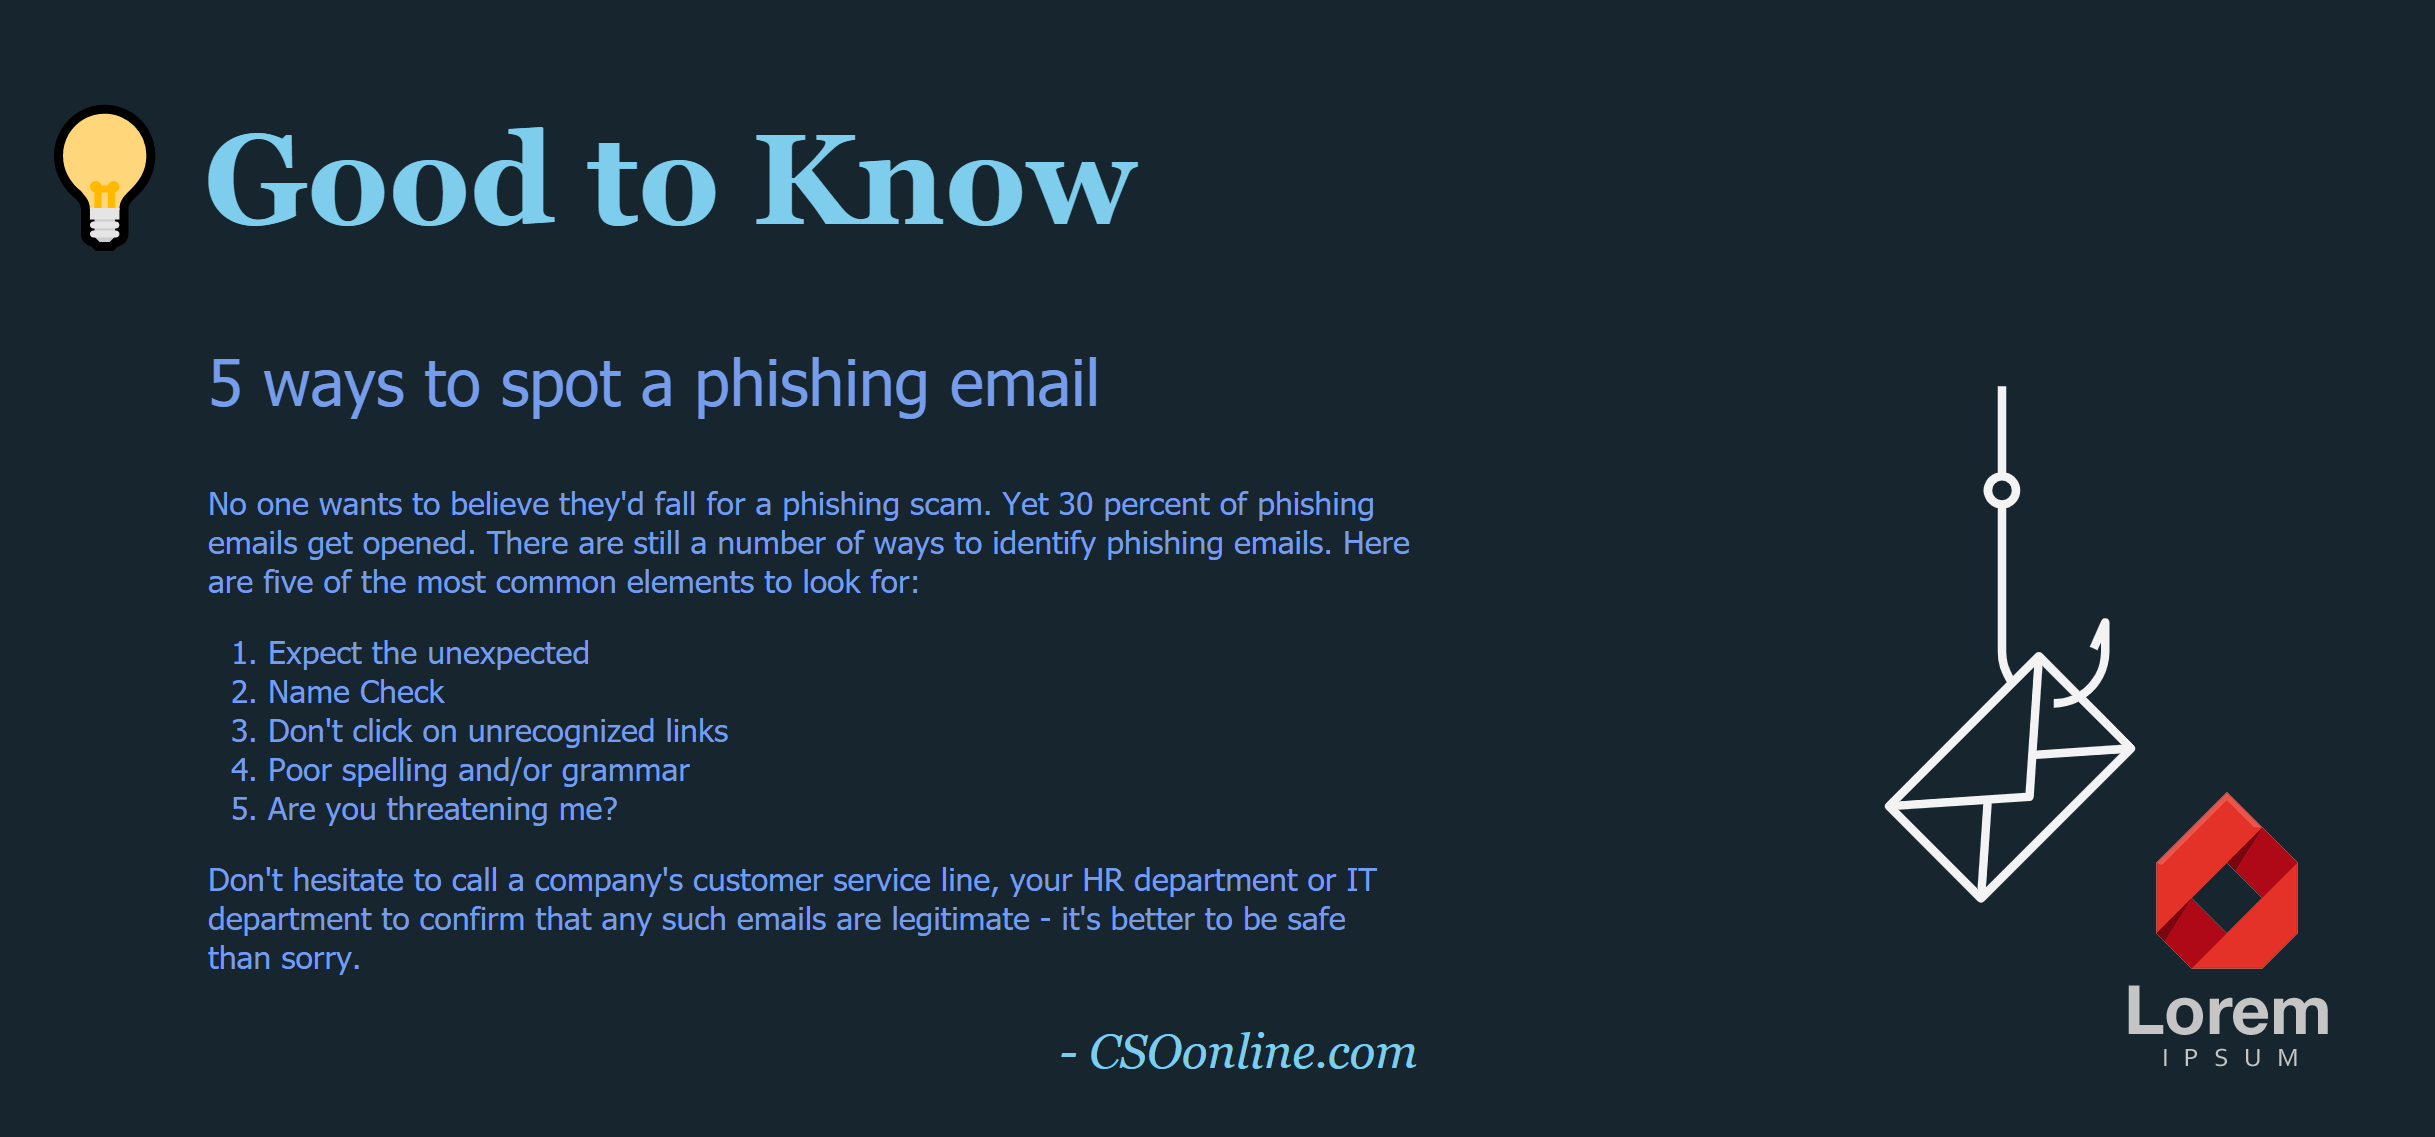 Good to Know
5 ways to spot a phishing email
No one wants to believe they'd fall for a phishing scam. Yet 30 percent of phishing
emails get opened. There are still a number of ways to identify phishing emails. Here
are five of the most common elements to look for:
1. Expect the unexpected
2. Name Check
3. Don't click on unrecognized links
4. Poor spelling and/or grammar
5. Are you threatening me?
Don't hesitate to call a company's customer service line, your HR department or IT
department to confirm that any such emails are legitimate - it's better to be safe
than sorry.
- CSOonline.com
Lorem
IPSUM